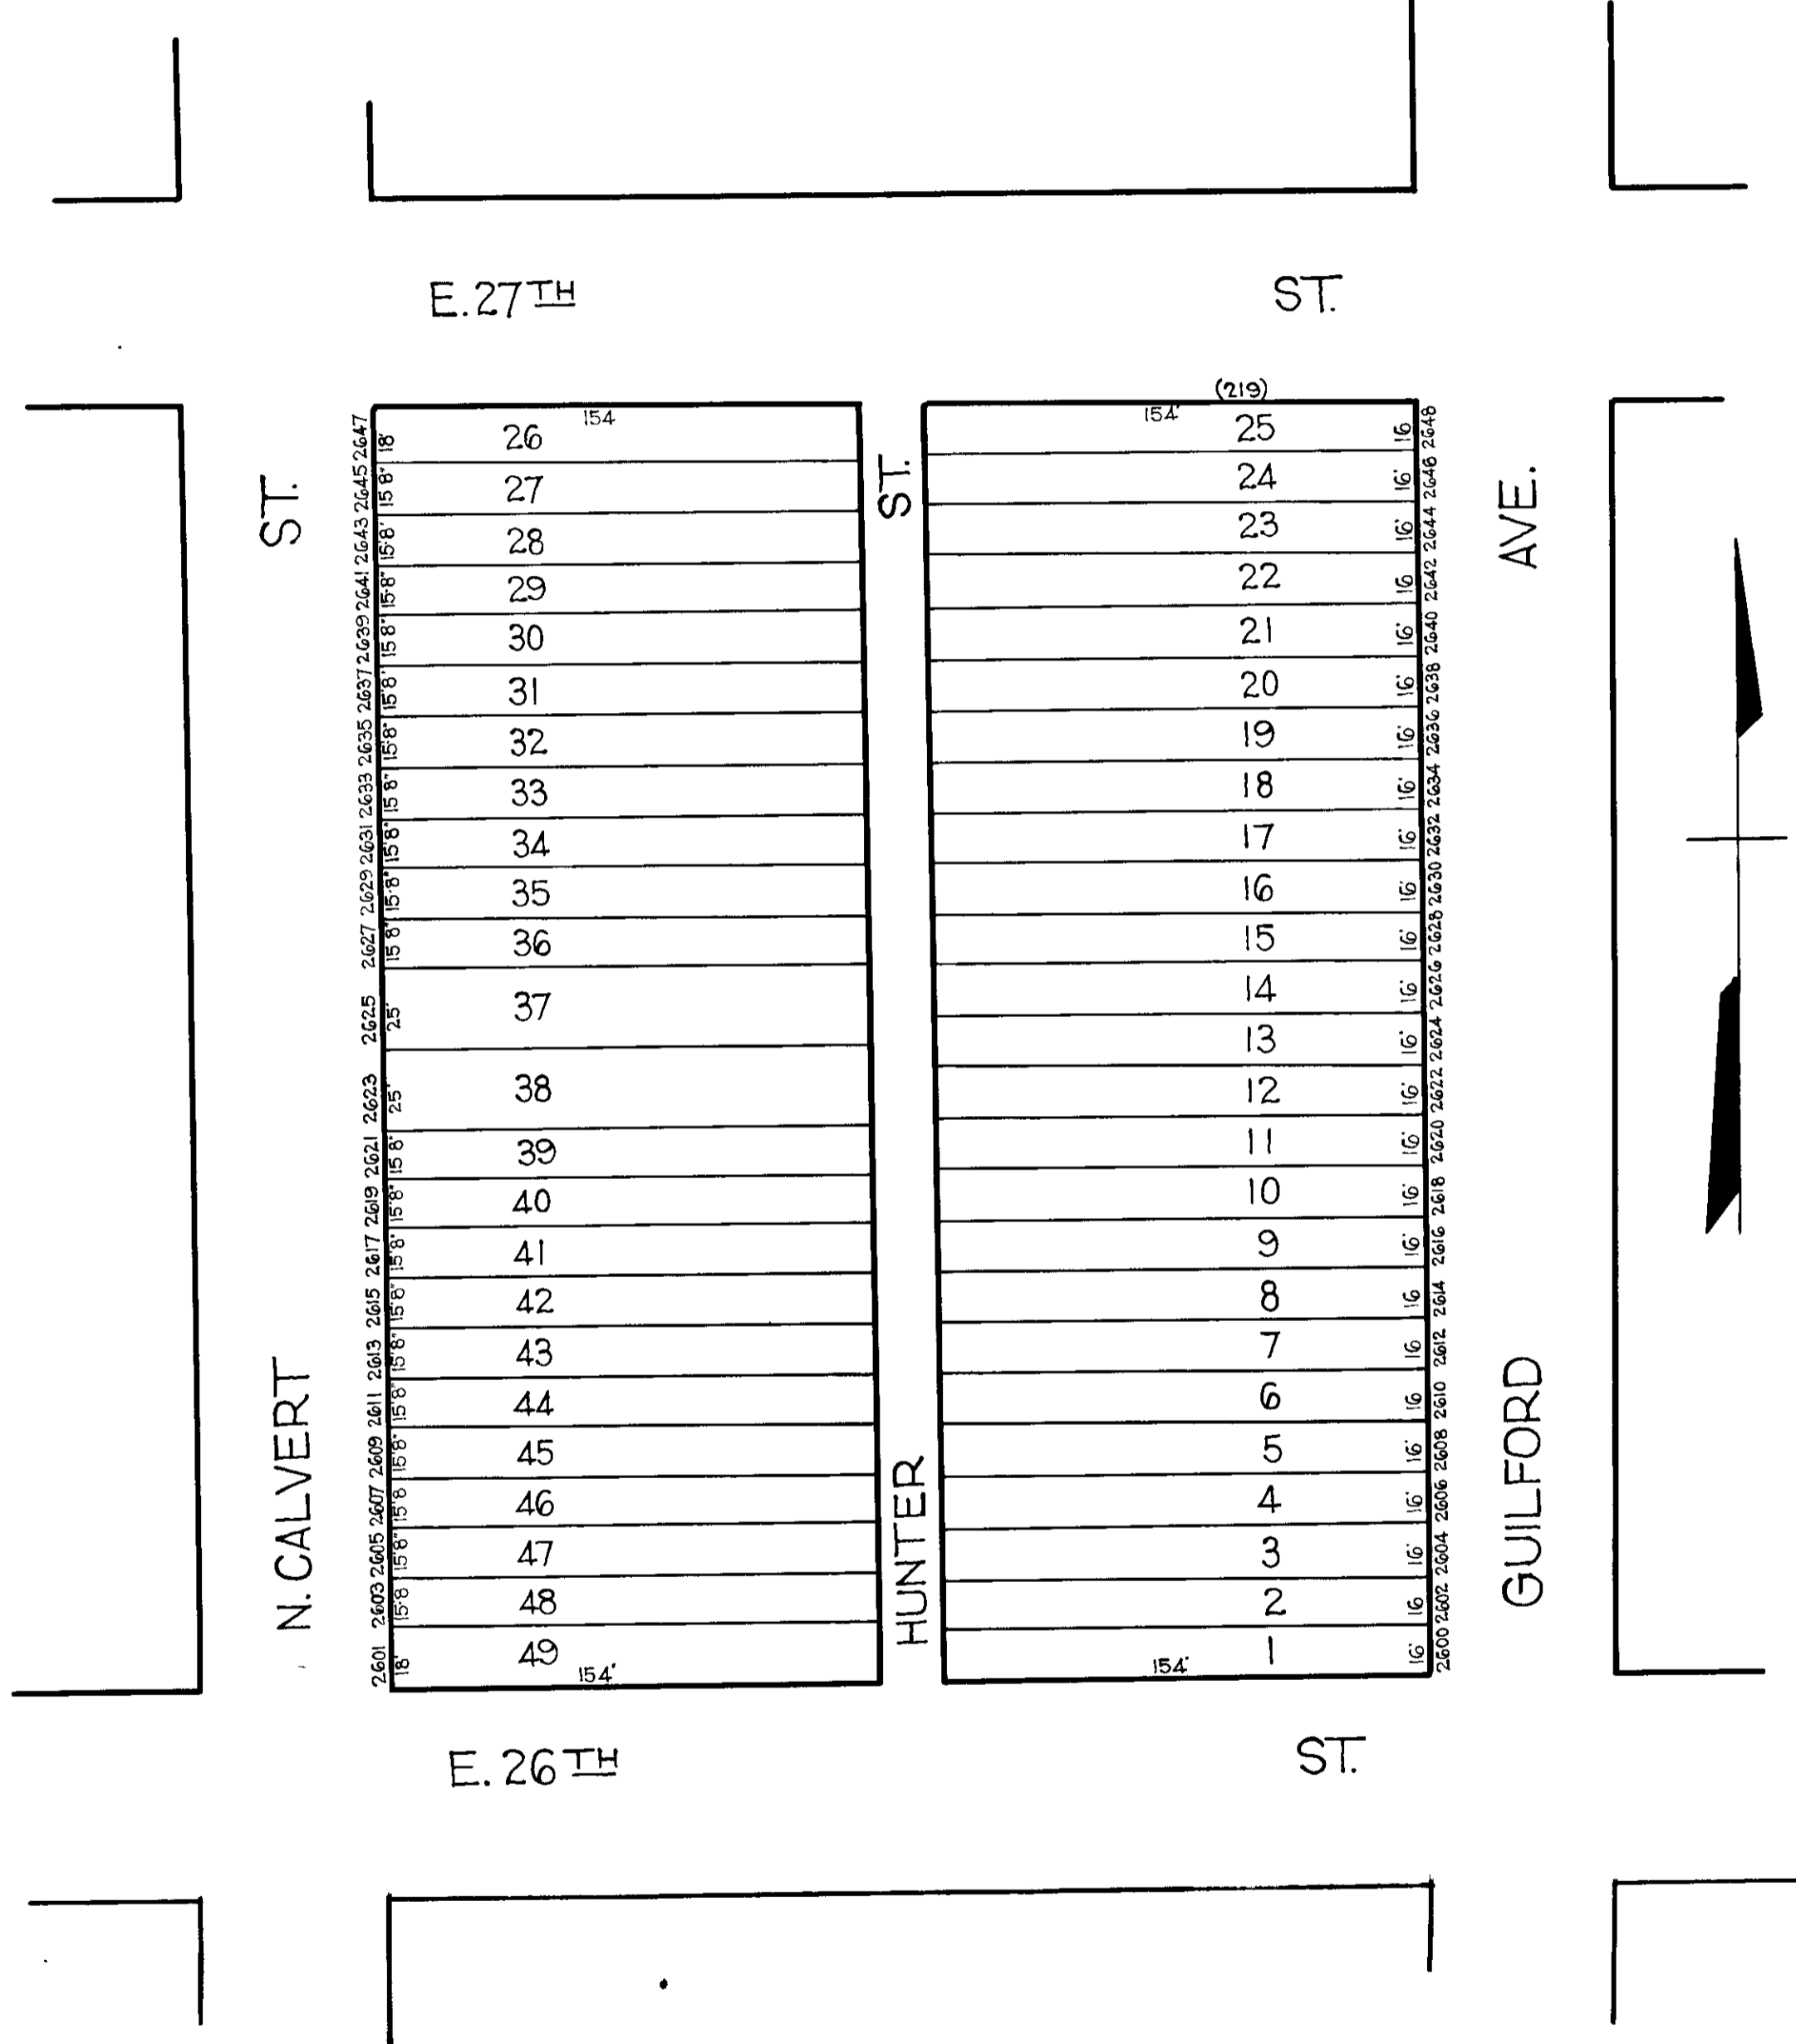 E. 27TH ST.
(219)
ST.
N. CALVERT
ST.
HUNTER
AVE.
GUILFORD
2647 18' 26 154
2645 15'8" 27
2643 15'8" 28
2641 15'8" 29
2639 15'8" 30
2637 15'8" 31
2635 15'8" 32
2633 15'8" 33
2631 15'8" 34
2629 15'8" 35
2627 15'8" 36
2625 25' 37
2623 25' 38
2621 15'8" 39
2619 15'8" 40
2617 15'8" 41
2615 15'8" 42
2613 15'8" 43
2611 15'8" 44
2609 15'8" 45
2607 15'8 46
2605 15'8" 47
2603 15'8 48
2601 18' 49 154'
154' 25 16 2648
24 16' 2646
23 16' 2644
22 16 2642
21 16' 2640
20 16' 2638
19 16' 2636
18 16' 2634
17 16' 2632
16 16' 2630
15 16' 2628
14 16' 2626
13 16' 2624
12 16' 2622
11 16' 2620
10 16' 2618
9 16' 2616
8 16 2614
7 16 2612
6 16 2610
5 16' 2608
4 16' 2606
3 16' 2604
2 16 2602
154' 1 16' 2600
E. 26TH ST.